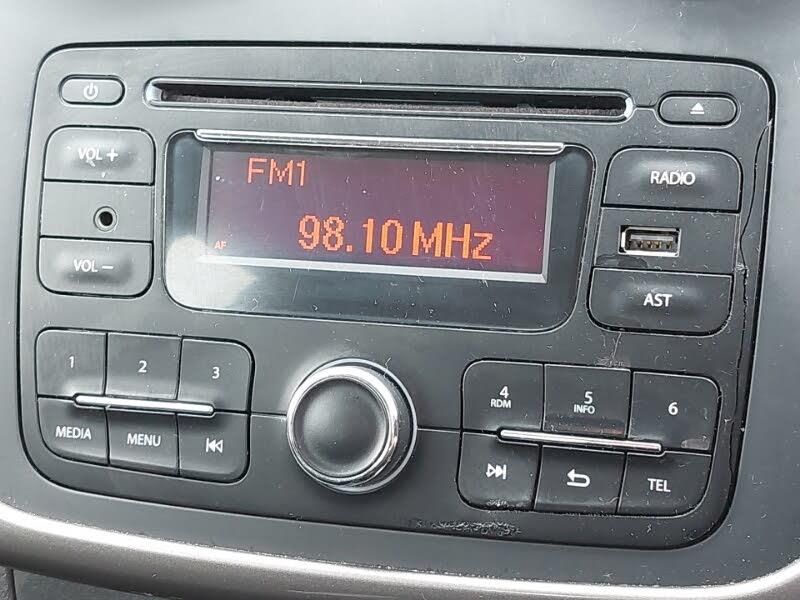 VOL +
FM1
RADIO
98.10 MHz
AF
VOL −
AST
1
2
3
4
RDM
5
INFO
6
MEDIA
MENU
TEL